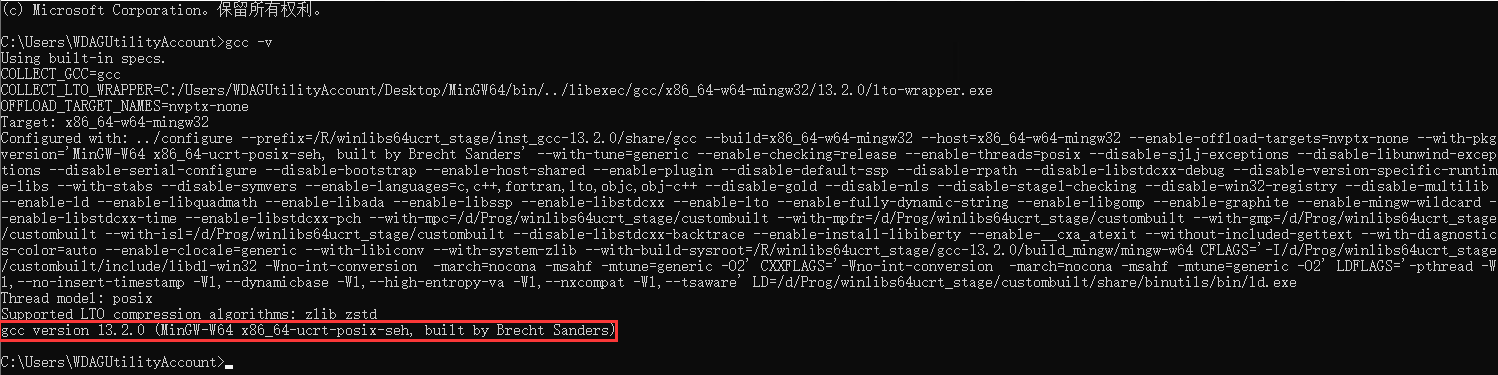 (c) Microsoft Corporation。保留所有权利。
C:\Users\WDAGUtilityAccount>gcc -v
Using built-in specs.
COLLECT_GCC=gcc
COLLECT_LTO_WRAPPER=C:/Users/WDAGUtilityAccount/Desktop/MinGW64/bin/../libexec/gcc/x86_64-w64-mingw32/13.2.0/lto-wrapper.exe
OFFLOAD_TARGET_NAMES=nvptx-none
Target: x86_64-w64-mingw32
Configured with: ../configure --prefix=/R/winlibs64ucrt_stage/inst_gcc-13.2.0/share/gcc --build=x86_64-w64-mingw32 --host=x86_64-w64-mingw32 --enable-offload-targets=nvptx-none --with-pkg
version='MinGW-W64 x86_64-ucrt-posix-seh, built by Brecht Sanders' --with-tune=generic --enable-checking=release --enable-threads=posix --disable-sjlj-exceptions --disable-libunwind-excep
tions --disable-serial-configure --disable-bootstrap --enable-host-shared --enable-plugin --disable-default-ssp --disable-rpath --disable-libstdcxx-debug --disable-version-specific-runtim
e-libs --with-stabs --disable-symvers --enable-languages=c,c++,fortran,lto,objc,obj-c++ --disable-gold --disable-nls --disable-stage1-checking --disable-win32-registry --disable-multilib
--enable-ld --enable-libquadmath --enable-libada --enable-libssp --enable-libstdcxx --enable-lto --enable-fully-dynamic-string --enable-libgomp --enable-graphite --enable-mingw-wildcard -
-enable-libstdcxx-time --enable-libstdcxx-pch --with-mpc=/d/Prog/winlibs64ucrt_stage/custombuilt --with-mpfr=/d/Prog/winlibs64ucrt_stage/custombuilt --with-gmp=/d/Prog/winlibs64ucrt_stage
/custombuilt --with-isl=/d/Prog/winlibs64ucrt_stage/custombuilt --disable-libstdcxx-backtrace --enable-install-libiberty --enable-__cxa_atexit --without-included-gettext --with-diagnostic
s-color=auto --enable-clocale=generic --with-libiconv --with-system-zlib --with-build-sysroot=/R/winlibs64ucrt_stage/gcc-13.2.0/build_mingw/mingw-w64 CFLAGS='-I/d/Prog/winlibs64ucrt_stage
/custombuilt/include/libdl-win32 -Wno-int-conversion  -march=nocona -msahf -mtune=generic -O2' CXXFLAGS='-Wno-int-conversion  -march=nocona -msahf -mtune=generic -O2' LDFLAGS='-pthread -W
l,--no-insert-timestamp -Wl,--dynamicbase -Wl,--high-entropy-va -Wl,--nxcompat -Wl,--tsaware' LD=/d/Prog/winlibs64ucrt_stage/custombuilt/share/binutils/bin/ld.exe
Thread model: posix
Supported LTO compression algorithms: zlib zstd
gcc version 13.2.0 (MinGW-W64 x86_64-ucrt-posix-seh, built by Brecht Sanders)
C:\Users\WDAGUtilityAccount>